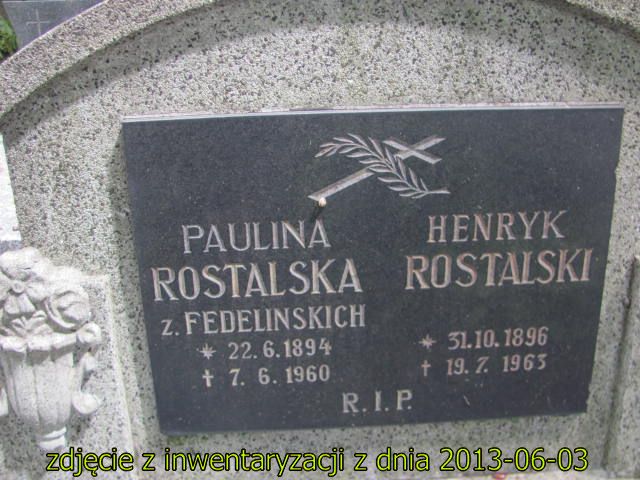 PAULINA
ROSTALSKA
Z. FEDELINSKICH
* 22.6.1894
† 7.6.1960
HENRYK
ROSTALSKI
* 31.10.1896
† 19.7.1963
R.I.P.
zdjęcie z inwentaryzacji z dnia 2013-06-03